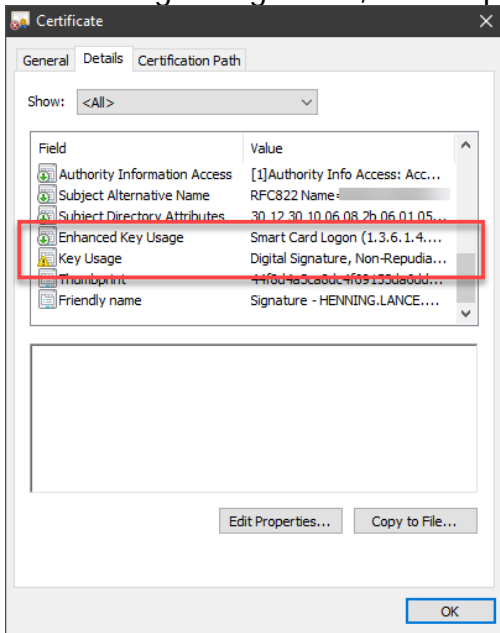 Certificate
General Details Certification Path
Show: <All>
Field Value
Authority Information Access [1]Authority Info Access: Acc...
Subject Alternative Name RFC822 Name=
Subject Directory Attributes 30 12 30 10 06 08 2b 06 01 05...
Enhanced Key Usage Smart Card Logon (1.3.6.1.4....
Key Usage Digital Signature, Non-Repudia...
Thumbprint
Friendly name Signature - HENNING.LANCE....
Edit Properties... Copy to File...
OK